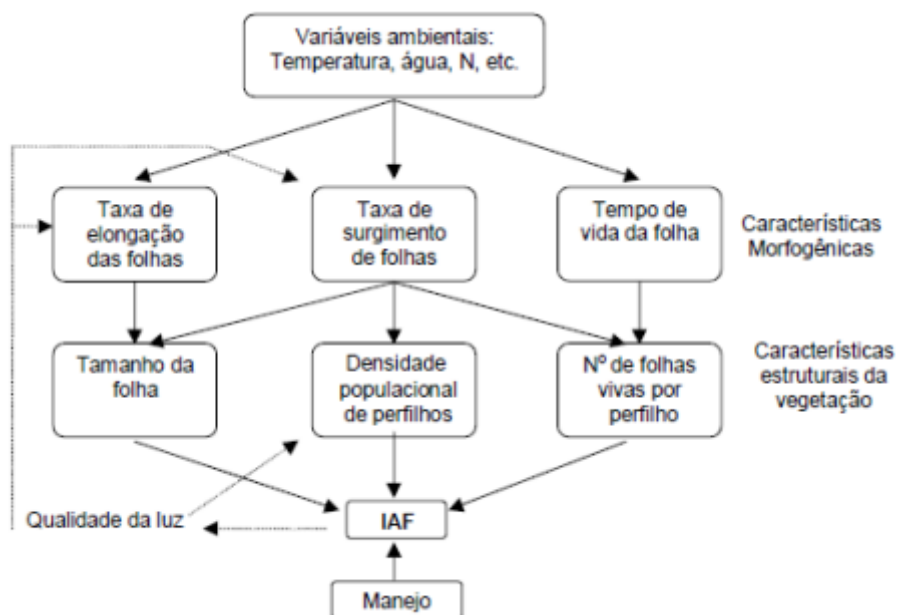 Variáveis ambientais:
Temperatura, água, N, etc.
Taxa de
elongação
das folhas
Taxa de
surgimento
de folhas
Tempo de
vida da folha
Características
Morfogênicas
Tamanho da
folha
Densidade
populacional
de perfilhos
Nº de folhas
vivas por
perfilho
Características
estruturais da
vegetação
Qualidade da luz
IAF
Manejo